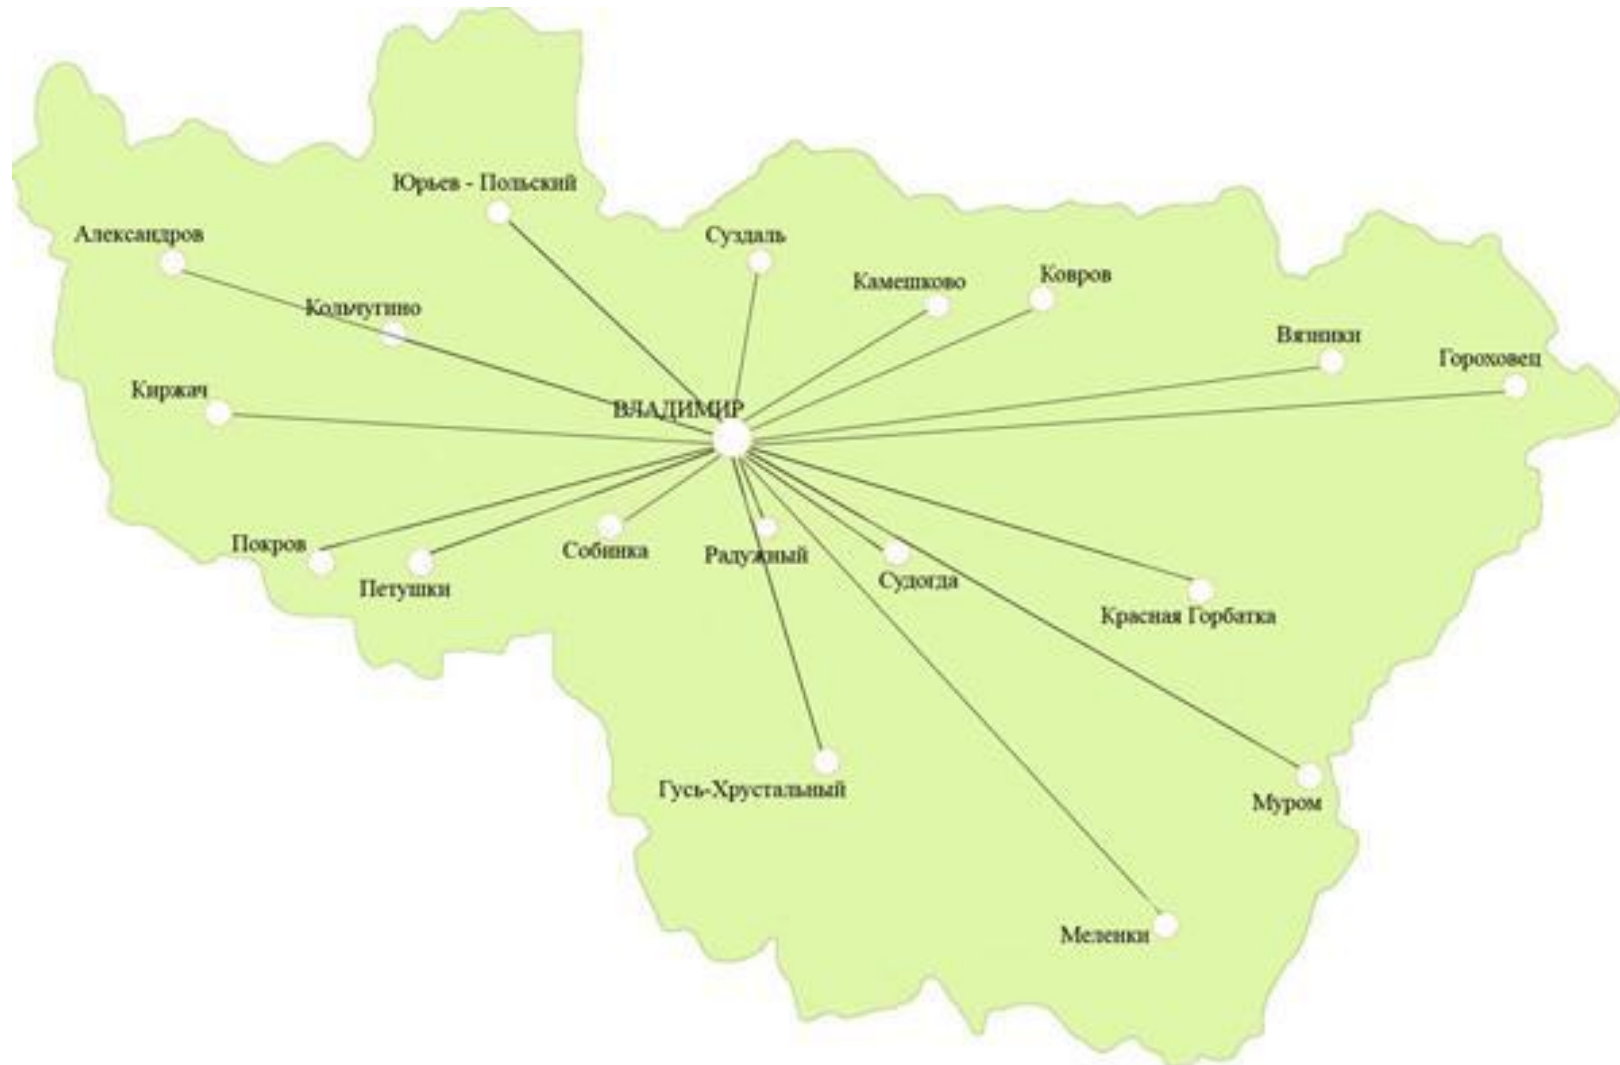 Юрьев - Польский
Александров
Суздаль
Камешково
Ковров
Кольчугино
Вязники
Гороховец
Киржач
ВЛАДИМИР
Покров
Петушки
Собинка
Радужный
Судогда
Красная Горбатка
Гусь-Хрустальный
Муром
Меленки